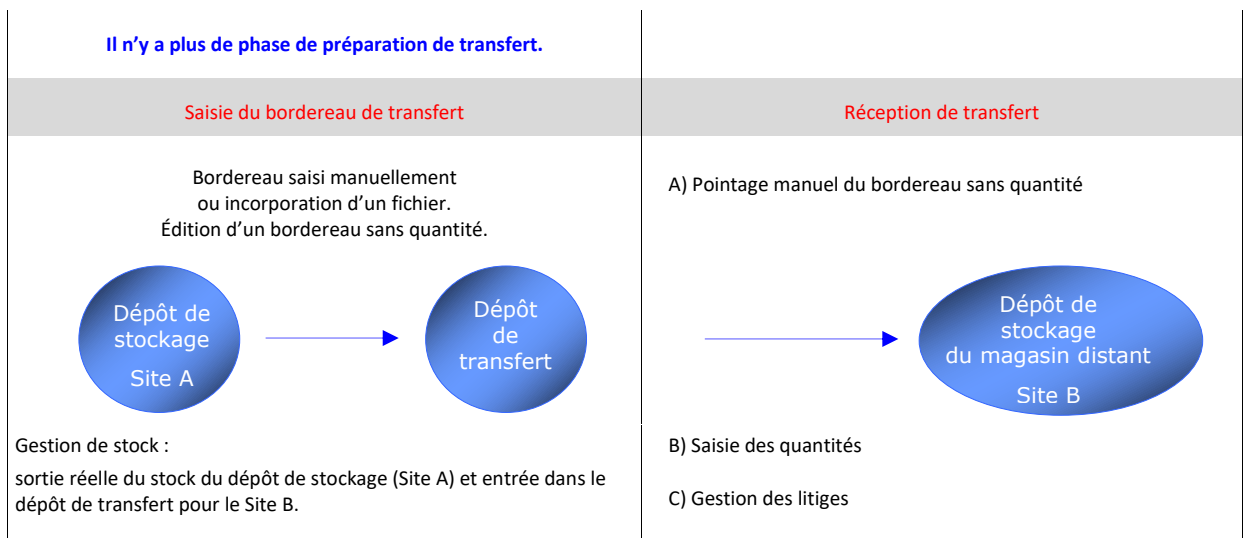 Il n’y a plus de phase de préparation de transfert.
Saisie du bordereau de transfert
Bordereau saisi manuellement
ou incorporation d’un fichier.
Édition d’un bordereau sans quantité.
Dépôt de
stockage
Site A
Dépôt
de
transfert
Gestion de stock :
sortie réelle du stock du dépôt de stockage (Site A) et entrée dans le
dépôt de transfert pour le Site B.
Réception de transfert
A) Pointage manuel du bordereau sans quantité
Dépôt de
stockage
du magasin distant
Site B
B) Saisie des quantités
C) Gestion des litiges